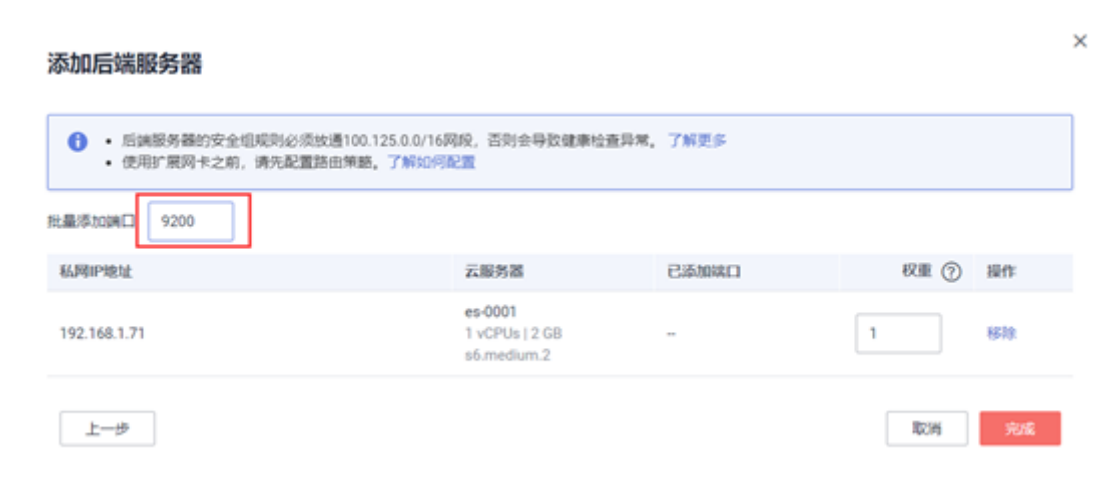 添加后端服务器
• 后端服务器的安全组规则必须放通100.125.0.0/16网段，否则会导致健康检查异常。 了解更多
• 使用扩展网卡之前，请先配置路由策略。了解如何配置
批量添加端口 9200
私网IP地址 云服务器 已添加端口 权重 ? 操作
es-0001
192.168.1.71 1 vCPUs | 2 GB -- 1 移除
s6.medium.2
上一步 取消 完成